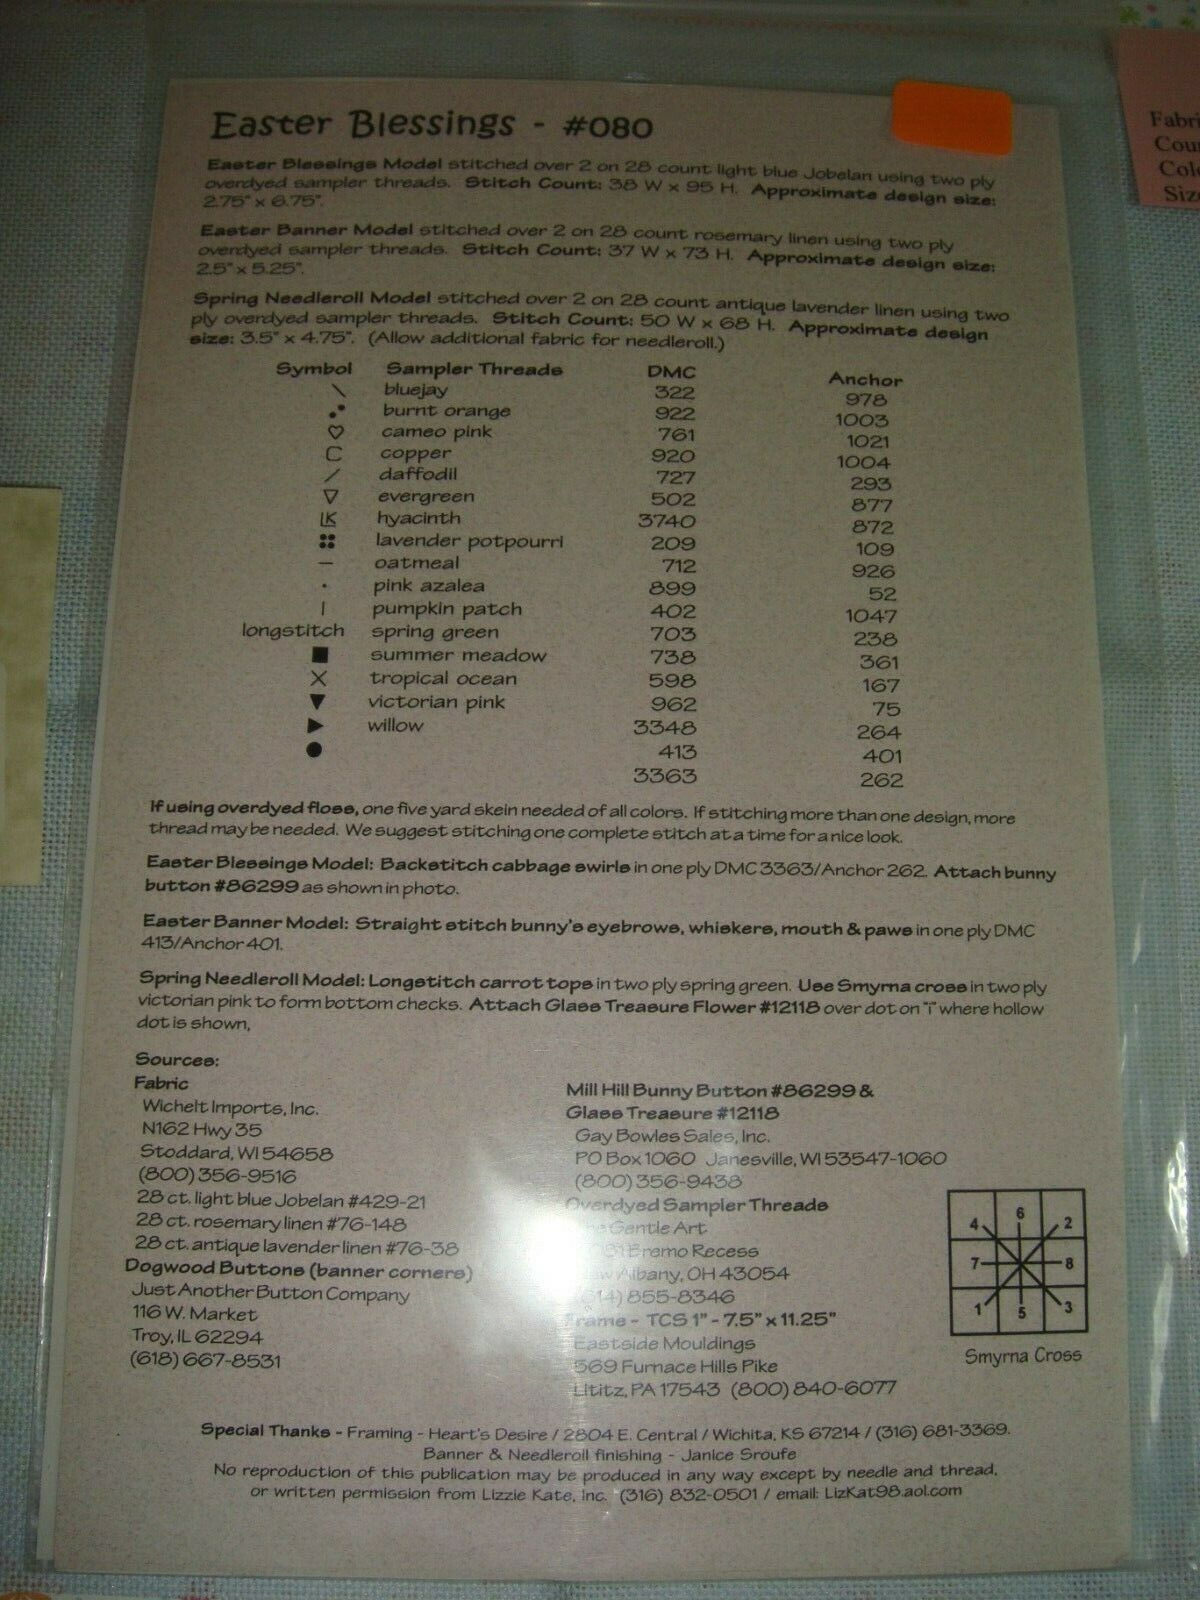 Easter Blessings - #080
Easter Blessings Model stitched over 2 on 28 count light blue Jobelan using two ply
overdyed sampler threads. Stitch Count: 38 W x 95 H. Approximate design size:
2.75" x 6.75".
Easter Banner Model stitched over 2 on 28 count rosemary linen using two ply
overdyed sampler threads. Stitch Count: 37 W x 73 H. Approximate design size:
2.5" x 5.25".
Spring Needleroll Model stitched over 2 on 28 count antique lavender linen using two
ply overdyed sampler threads. Stitch Count: 50 W x 68 H. Approximate design
size: 3.5" x 4.75". (Allow additional fabric for needleroll.)
Symbol Sampler Threads DMC Anchor
\ bluejay 322 978
burnt orange 922 1003
♡ cameo pink 761 1021
C copper 920 1004
/ daffodil 727 293
▽ evergreen 502 877
LK hyacinth 3740 872
lavender potpourri 209 109
— oatmeal 712 926
• pink azalea 899 52
| pumpkin patch 402 1047
longstitch spring green 703 238
■ summer meadow 738 361
X tropical ocean 598 167
▼ victorian pink 962 75
▶ willow 3348 264
● 413 401
3363 262
If using overdyed floss, one five yard skein needed of all colors. If stitching more than one design, more
thread may be needed. We suggest stitching one complete stitch at a time for a nice look.
Easter Blessings Model: Backstitch cabbage swirls in one ply DMC 3363/Anchor 262. Attach bunny
button #86299 as shown in photo.
Easter Banner Model: Straight stitch bunny's eyebrows, whiskers, mouth & paws in one ply DMC
413/Anchor 401.
Spring Needleroll Model: Longstitch carrot tops in two ply spring green. Use Smyrna cross in two ply
victorian pink to form bottom checks. Attach Glass Treasure Flower #12118 over dot on "i" where hollow
dot is shown,
Sources:
Fabric
Wichelt Imports, Inc.
N162 Hwy 35
Stoddard, WI 54658
(800) 356-9516
28 ct. light blue Jobelan #429-21
28 ct. rosemary linen #76-148
28 ct. antique lavender linen #76-38
Dogwood Buttons (banner corners)
Just Another Button Company
116 W. Market
Troy, IL 62294
(618) 667-8531
Mill Hill Bunny Button #86299 &
Glass Treasure #12118
Gay Bowles Sales, Inc.
PO Box 1060 Janesville, WI 53547-1060
(800) 356-9438
Overdyed Sampler Threads
The Gentle Art
Bremo Recess
New Albany, OH 43054
(614) 855-8346
Frame - TCS 1" - 7.5" x 11.25"
Eastside Mouldings
569 Furnace Hills Pike
Lititz, PA 17543 (800) 840-6077
4 6 2
7 8
1 5 3
Smyrna Cross
Special Thanks - Framing - Heart's Desire / 2804 E. Central / Wichita, KS 67214 / (316) 681-3369.
Banner & Needleroll finishing - Janice Sroufe
No reproduction of this publication may be produced in any way except by needle and thread,
or written permission from Lizzie Kate, Inc. (316) 832-0501 / email: LizKat98.aol.com